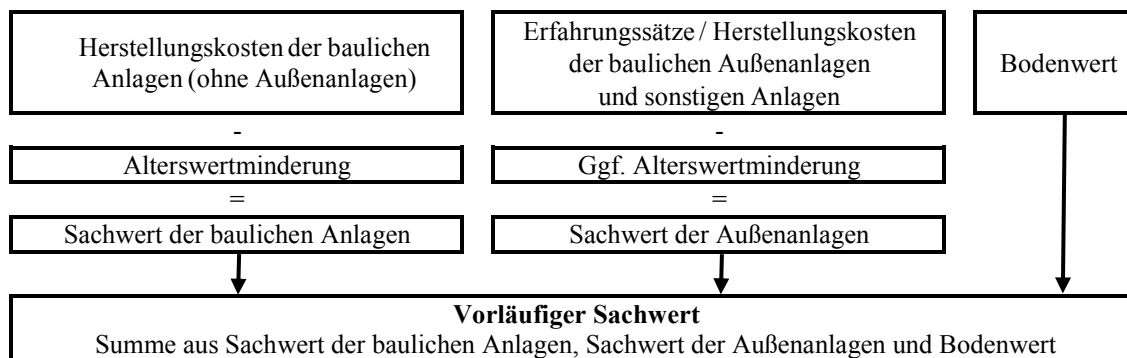 Herstellungskosten der baulichen
Anlagen (ohne Außenanlagen)
-
Alterswertminderung
=
Sachwert der baulichen Anlagen
Erfahrungssätze / Herstellungskosten
der baulichen Außenanlagen
und sonstigen Anlagen
-
Ggf. Alterswertminderung
=
Sachwert der Außenanlagen
Bodenwert
Vorläufiger Sachwert
Summe aus Sachwert der baulichen Anlagen, Sachwert der Außenanlagen und Bodenwert